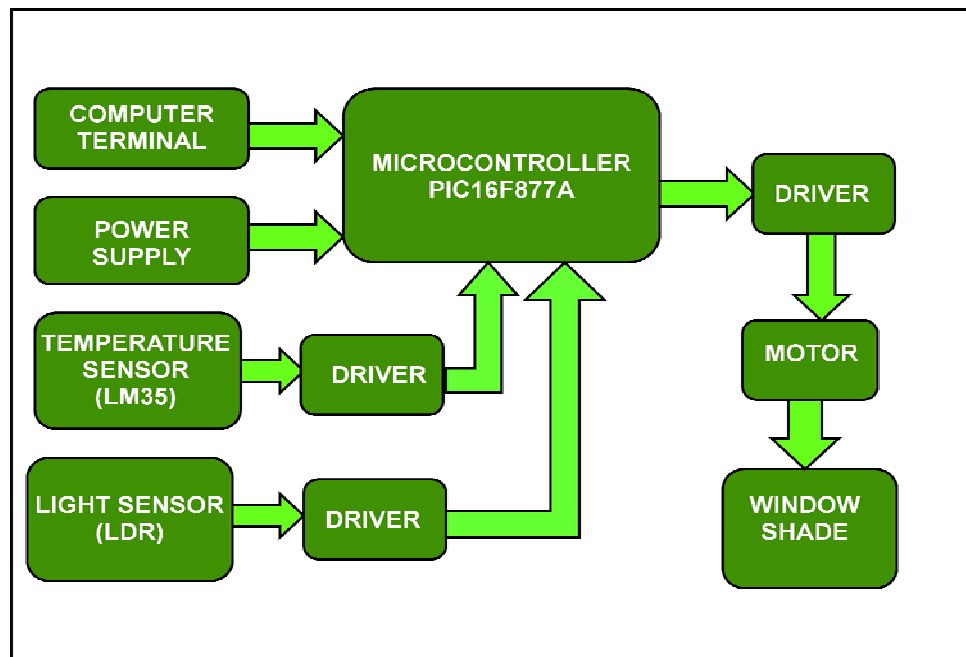 COMPUTER
TERMINAL
MICROCONTROLLER
PIC16F877A
DRIVER
POWER
SUPPLY
TEMPERATURE
SENSOR
(LM35)
DRIVER
MOTOR
LIGHT SENSOR
(LDR)
DRIVER
WINDOW
SHADE